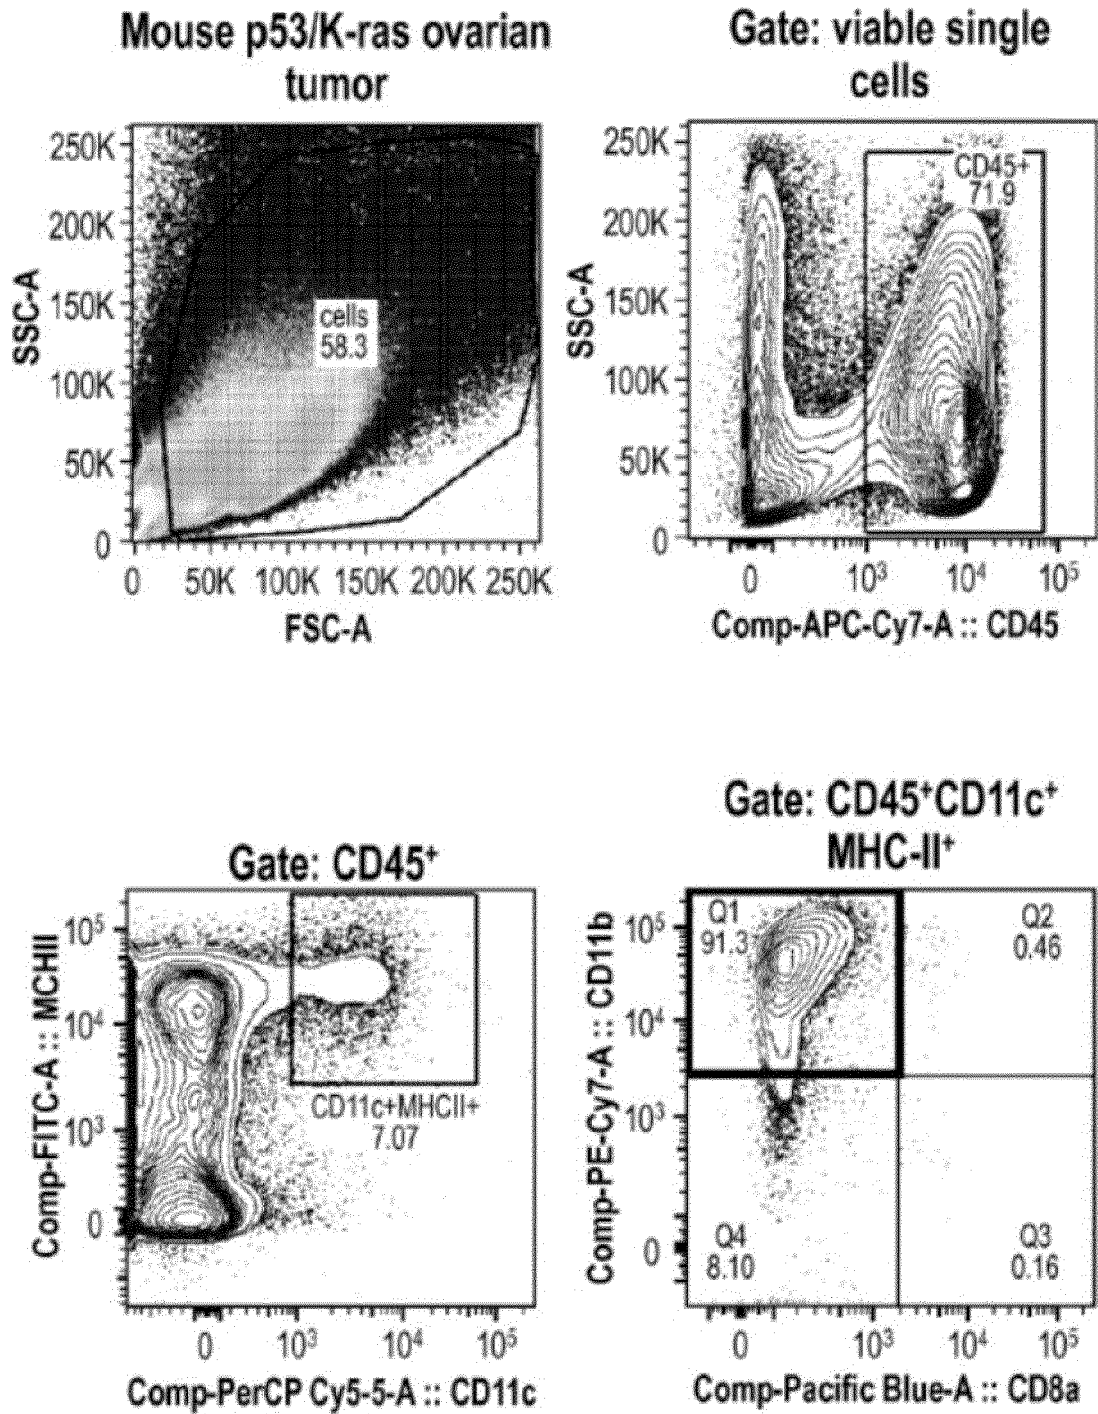 Mouse p53/K-ras ovarian
tumor
250K
200K
150K
100K
50K
0
SSC-A
cells
58.3
0 50K 100K 150K 200K 250K
FSC-A
Gate: viable single
cells
250K
200K
150K
100K
50K
0
SSC-A
CD45+
71.9
0 10³ 10⁴ 10⁵
Comp-APC-Cy7-A :: CD45
Gate: CD45⁺
10⁵
10⁴
10³
0
Comp-FITC-A :: MCHII
CD11c+MHCII+
7.07
0 10³ 10⁴ 10⁵
Comp-PerCP Cy5-5-A :: CD11c
Gate: CD45⁺CD11c⁺
MHC-II⁺
10⁵
10⁴
10³
0
Comp-PE-Cy7-A :: CD11b
Q1
91.3
Q2
0.46
Q4
8.10
Q3
0.16
0 10³ 10⁴ 10⁵
Comp-Pacific Blue-A :: CD8a